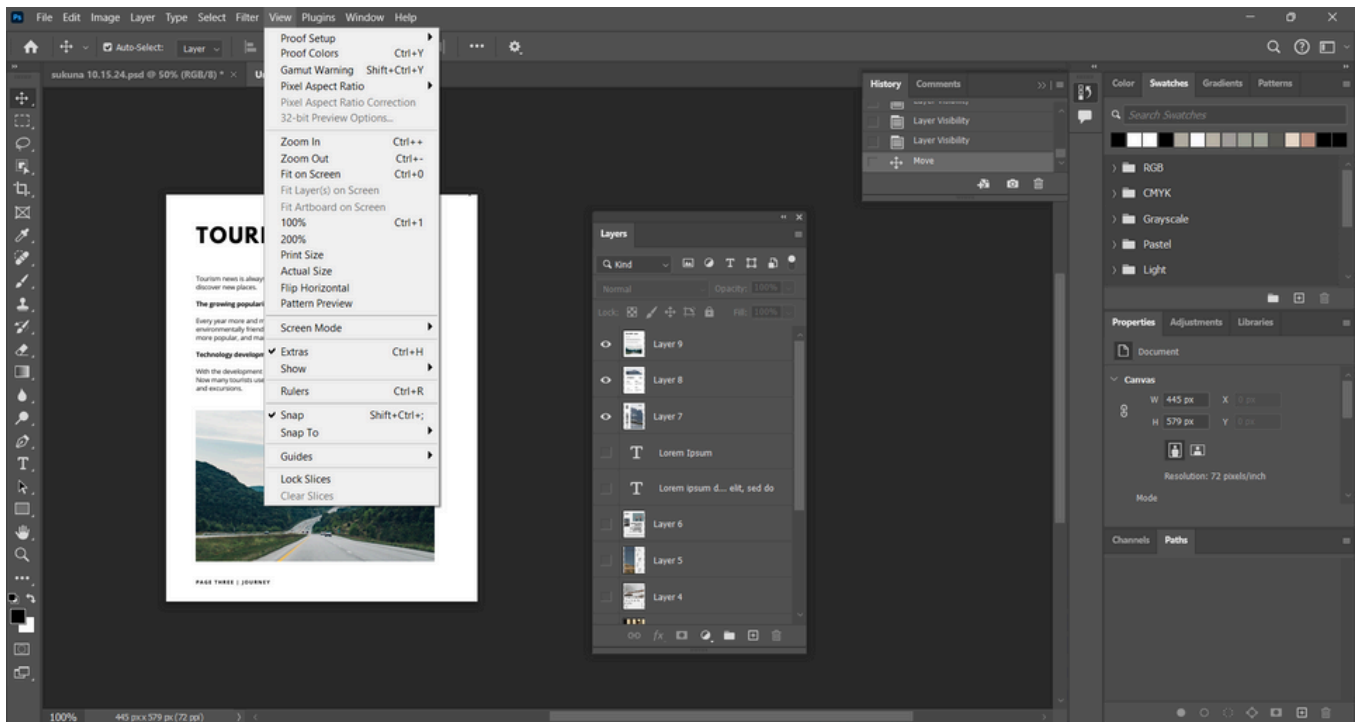 Ps File Edit Image Layer Type Select Filter View Plugins Window Help
Auto-Select: Layer
sukuna 10.15.24.psd @ 50% (RGB/8) * ×
Proof Setup
Proof Colors Ctrl+Y
Gamut Warning Shift+Ctrl+Y
Pixel Aspect Ratio
Pixel Aspect Ratio Correction
32-bit Preview Options...
Zoom In Ctrl++
Zoom Out Ctrl+-
Fit on Screen Ctrl+0
Fit Layer(s) on Screen
Fit Artboard on Screen
100% Ctrl+1
200%
Print Size
Actual Size
Flip Horizontal
Pattern Preview
Screen Mode
Extras Ctrl+H
Show
Rulers Ctrl+R
Snap Shift+Ctrl+;
Snap To
Guides
Lock Slices
Clear Slices
TOURI
Tourism news is always
discover new places.
The growing populari
Every year more and m
environmentally friend
more popular, and ma
Technology developm
With the development
Now many tourists use
and excursions.
PAGE THREE | JOURNEY
History Comments
Layer Visibility
Layer Visibility
Move
Layers
Kind
Normal Opacity: 100%
Lock: Fill: 100%
Layer 9
Layer 8
Layer 7
Lorem Ipsum
Lorem ipsum d... elit, sed do
Layer 6
Layer 5
Layer 4
Color Swatches Gradients Patterns
Search Swatches
RGB
CMYK
Grayscale
Pastel
Light
Properties Adjustments Libraries
Document
Canvas
W 445 px X 0 px
H 579 px Y 0 px
Resolution: 72 pixels/inch
Mode
Channels Paths
100% 445 px x 579 px (72 ppi)